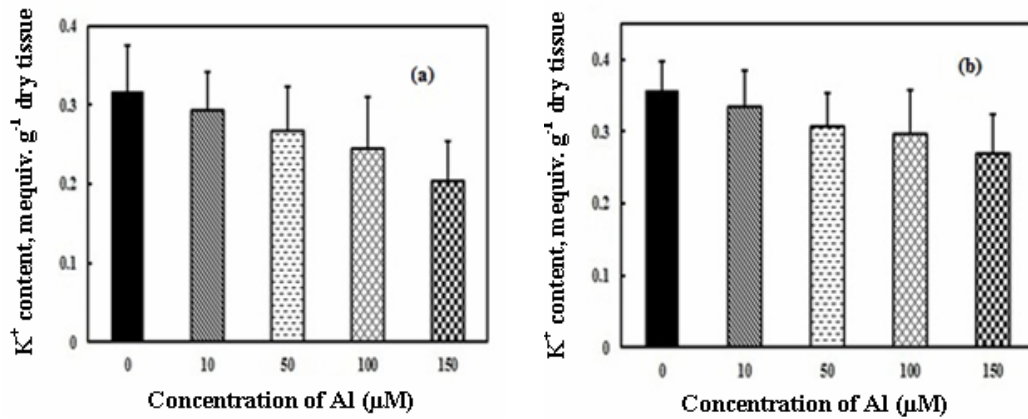 K⁺ content, mequiv. g⁻¹ dry tissue
0.4
0.3
0.2
0.1
0
(a)
0 10 50 100 150
Concentration of Al (µM)
K⁺ content, mequiv. g⁻¹ dry tissue
0.4
0.3
0.2
0.1
0
(b)
0 10 50 100 150
Concentration of Al (µM)